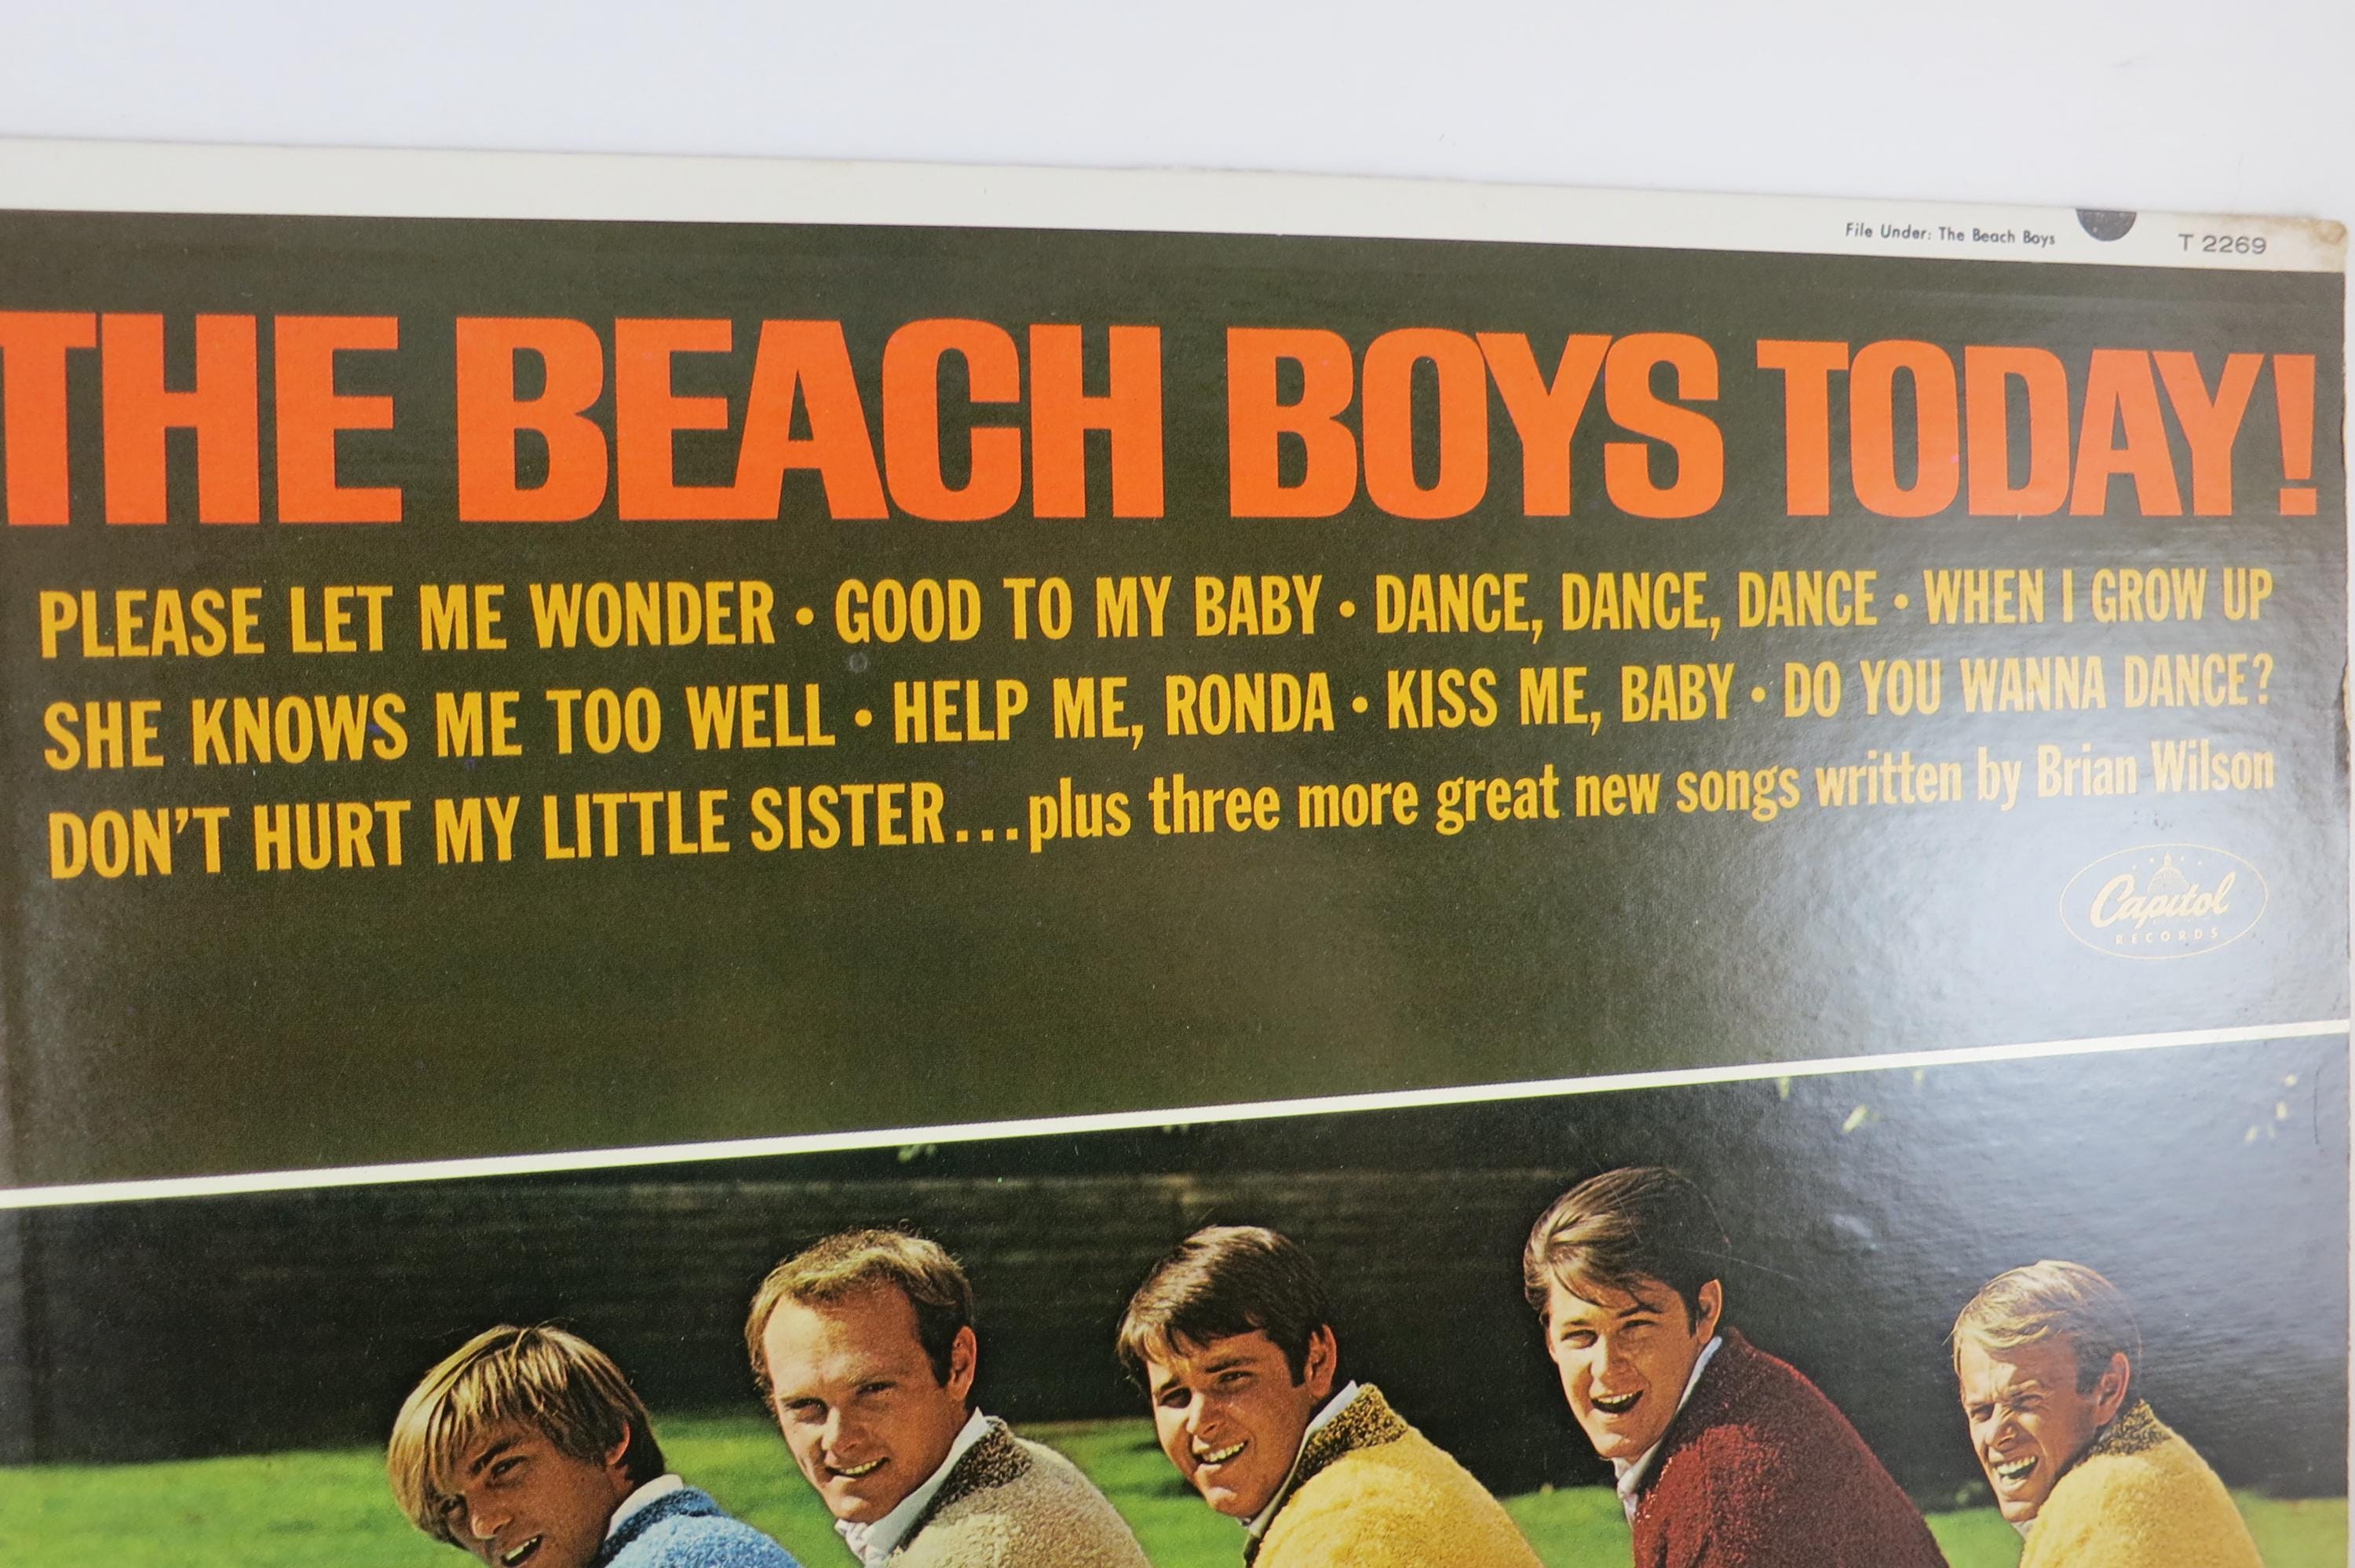 File Under: The Beach Boys T 2269
THE BEACH BOYS TODAY!
PLEASE LET ME WONDER • GOOD TO MY BABY • DANCE, DANCE, DANCE • WHEN I GROW UP
SHE KNOWS ME TOO WELL • HELP ME, RONDA • KISS ME, BABY • DO YOU WANNA DANCE?
DON'T HURT MY LITTLE SISTER...plus three more great new songs written by Brian Wilson
Capitol
RECORDS